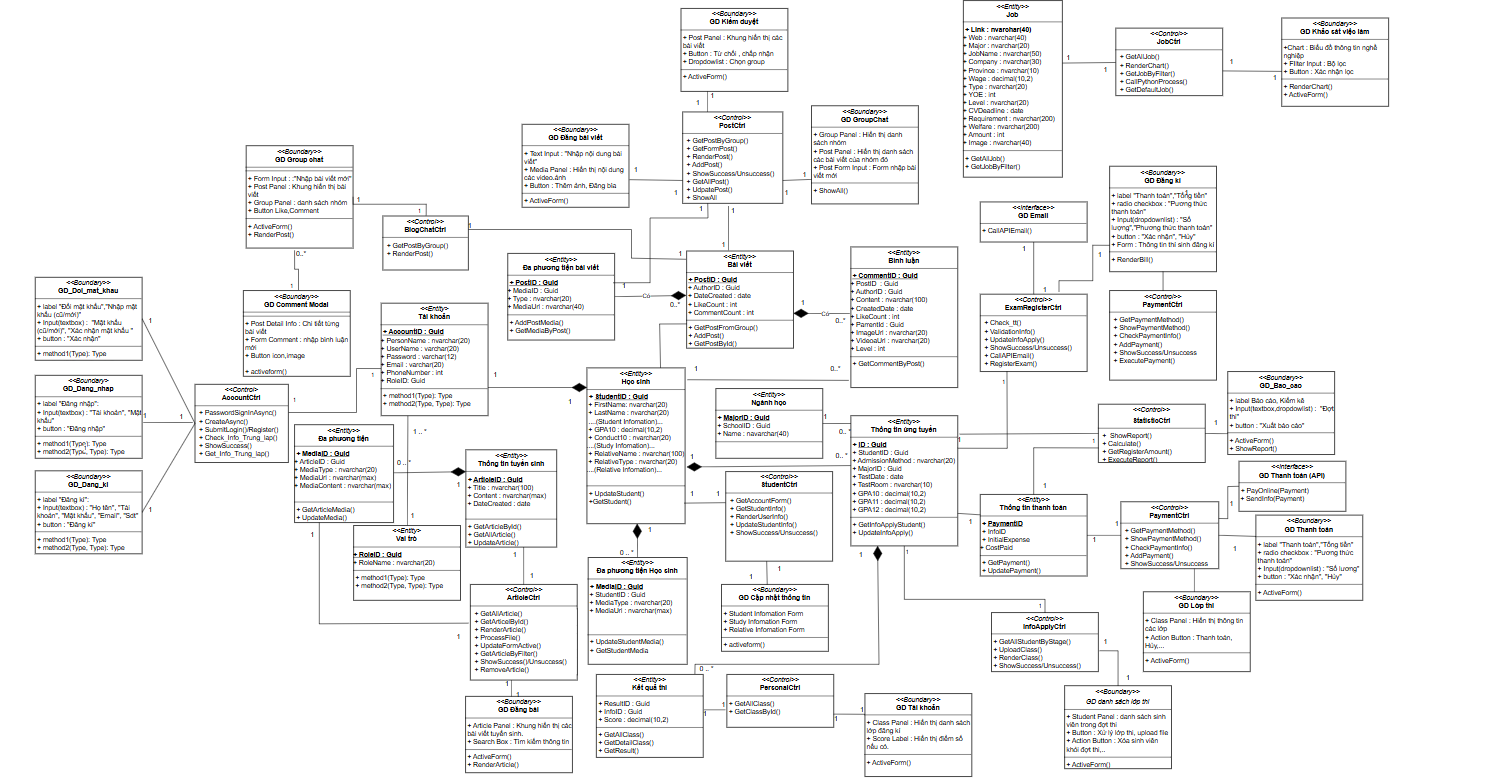 <<Boundary>>
GD Kiểm duyệt
+ Post Panel : Khung hiển thị các
bài viết
+ Button : Từ chối , chấp nhận
+ Dropdowlist : Chọn group
+ ActiveForm()
<<Entity>>
Job
+ Link : nvarchar(40)
+ Web : nvarchar(40)
+ Major : nvarchar(20)
+ JobName : nvarchar(50)
+ Company : nvarchar(30)
+ Province : nvarchar(10)
+ Wage : decimal(10,2)
+ Type : nvarchar(20)
+ YOE : int
+ Level : nvarchar(20)
+ CVDeadline : date
+ Requirement : nvarchar(200)
+ Welfare : nvarchar(200)
+ Amount : int
+ Image : nvarchar(40)
+ GetAllJob()
+ GetJobByFilter()
<<Control>>
JobCtrl
+ GetAllJob()
+ RenderChart()
+ GetJobByFilter()
+ CallPythonProcess()
+ GetDefaultJob()
<<Boundary>>
GD Khảo sát việc làm
+Chart : Biểu đồ thông tin nghề
nghiệp
+ Filter Input : Bộ lọc
+ Button : Xác nhận lọc
+ RenderChart()
+ ActiveForm()
<<Boundary>>
GD Đăng bài viết
+ Text Input : "Nhập nội dung bài
viết"
+ Media Panel : Hiển thị nội dung
các video,ảnh
+ Button : Thêm ảnh, Đăng bìa
+ ActiveForm()
<<Control>>
PostCtrl
+ GetPostByGroup()
+ GetFormPost()
+ RenderPost()
+ AddPost()
+ ShowSuccess/Unsuccess()
+ GetAllPost()
+ UdpatePost()
+ ShowAll
<<Boundary>>
GD GroupChat
+ Group Panel : Hiển thị danh
sách nhóm
+ Post Panel : Hiển thị danh sách
các bài viết của nhóm đó
+ Post Form Input : Form nhập bài
viết mới
+ ShowAll()
<<Boundary>>
GD Group chat
+ Form Input : :"Nhập bài viết mới"
+ Post Panel : Khung hiển thị bài
viết
+ Group Panel : danh sách nhóm
+ Button Like,Comment
+ ActiveForm()
+ RenderPost()
<<Control>>
BlogChatCtrl
+ GetPostByGroup()
+ RenderPost()
<<Boundary>>
GD Comment Modal
+ Post Detail Info : Chi tiết từng
bài viết
+ Form Comment : nhập bình luận
mới
+ Button icon,image
+ activeform()
<<Entity>>
Đa phương tiện bài viết
+ PostID : Guid
+ MediaID : Guid
+ Type : nvarchar(20)
+ MediaUrl : nvarchar(40)
+ AddPostMedia()
+ GetMediaByPost()
<<Entity>>
Bài viết
+ PostID : Guid
+ AuthorID : Guid
+ DateCreated : date
+ LikeCount : int
+ CommentCount : int
+ GetPostFromGroup()
+ AddPost()
+ GetPostById()
<<Entity>>
Bình luận
+ CommentID : Guid
+ PostID : Guid
+ AuthorID : Guid
+ Content : nvarchar(100)
+ CreatedDate : date
+ LikeCount : int
+ ParrentId : Guid
+ ImageUrl : nvarchar(20)
+ VideoaUrl : nvarchar(20)
+ Level : int
+ GetCommentByPost()
<<Interface>>
GD Email
+ CallAPIEmail()
<<Boundary>>
GD Đăng kí
+ label "Thanh toán","Tổng tiền"
+ radio checkbox : "Pương thức
thanh toán"
+ Input(dropdownlist) : "Số
lượng","Phương thức thanh toán"
+ button : "Xác nhận", "Hủy"
+ Form : Thông tin thí sinh đăng kí
+ RenderBill()
<<Control>>
ExamRegisterCtrl
+ Check_tt()
+ ValidationInfo()
+ UpdateInfoApply()
+ ShowSuccess/Unsuccess()
+ CallAPIEmail()
+ RegisterExam()
<<Control>>
PaymentCtrl
+ GetPaymentMethod()
+ ShowPaymentMethod()
+ CheckPaymentInfo()
+ AddPayment()
+ ShowSuccess/Unsuccess
+ ExecutePayment()
<<Boundary>>
GD_Doi_mat_khau
+ label "Đổi mật khẩu","Nhập mật
khẩu (cũ/mới)"
+ Input(textbox) : "Mật khẩu
(cũ/mới)", "Xác nhận mật khẩu "
+ button : "Xác nhận"
+ method1(Type): Type
<<Boundary>
GD_Dang_nhap
+ label "Đăng nhập":
+ Input(textbox) : "Tài khoản", "Mật
khẩu"
+ button : "Đăng nhập"
+ method1(Type): Type
+ method2(Type, Type): Type
<<Boundary>>
GD_Dang_ki
+ label "Đăng kí":
+ Input(textbox) : "Họ tên", "Tài
khoản", "Mật khẩu", "Email", "Sdt"
+ button : "Đăng kí"
+ method1(Type): Type
+ method2(Type, Type): Type
<<Control>
AccountCtrl
+ PasswordSignInAsync()
+ CreateAsync()
+ SubmitLogin()/Register()
+ Check_Info_Trung_lap()
+ ShowSuccess()
+ Get_Info_Trung_lap()
<<Entity>>
Tài khoản
+ AccountID : Guid
+ PersonName : nvarchar(20)
+ UserName : nvarchar(20)
+ Password : varchar(12)
+ Email : varchar(20)
+ PhoneNumber : int
+ RoleID: Guid
+ method1(Type): Type
+ method2(Type, Type): Type
<<Entity>>
Đa phương tiện
+ MediaID : Guid
+ ArticleID : Guid
+ MediaType : nvarchar(20)
+ MediaUrl : nvarchar(max)
+ MediaContent : nvarchar(max)
+ GetArticleMedia()
+ UpdateMedia()
<<Entity>>
Thông tin tuyển sinh
+ ArticleID : Guid
+ Title : nvarchar(100)
+ Content : nvarchar(max)
+ DateCreated : date
+ GetArticleById()
+ GetAllArticle()
+ UpdateArticle()
<<Entity>>
Vai trò
+ RoleID : Guid
+ RoleName : nvarchar(20)
+ method1(Type): Type
+ method2(Type, Type): Type
<<Control>>
ArticleCtrl
+ GetAllArticle()
+ GetArticelById()
+ RenderArticle()
+ ProcessFile()
+ UpdateFormActive()
+ GetArticleByFilter()
+ ShowSuccess()/Unsuccess()
+ RemoveArticle()
<<Boundary>>
GD Đăng bài
+ Article Panel : Khung hiển thị các
bài viết tuyển sinh.
+ Search Box : Tìm kiếm thông tin
+ ActiveForm()
+ RenderArticle()
<<Entity>>
Học sinh
+ StudentID : Guid
+ FirstName: nvarchar(20)
+ LastName : nvarchar(20)
...(Student Infomation)...
+ GPA10 : decimal(10,2)
+ Conduct10 : nvarchar(20)
...(Study Infomation)...
+ RelativeName : nvarchar(100)
+ RelativeType : nvarchar(20)
...(Relative Infomation)...
+ UpdateStudent()
+GetStudent()
<<Entity>>
Ngành học
+ MajorID : Guid
+ SchoolID : Guid
+ Name : navarchar(40)
<<Control>>
StudentCtrl
+ GetAccountForm()
+ GetStudentInfo()
+ RenderUserInfo()
+ UpdateStudentInfo()
+ ShowSuccess/Unsuccess()
<<Boundary>>
GD Cập nhật thông tin
+ Student Infomation Form
+ Study Infomation Form
+ Relative Infomation Form
+ activeform()
<<Entity>>
Đa phương tiện Học sinh
+ MediaID : Guid
+ StudentID : Guid
+ MediaType : nvarchar(20)
+ MediaUrl : nvarchar(max)
+ UpdateStudentMedia()
+ GetStudentMedia
<<Entity>>
Thông tin ứng tuyển
+ ID : Guid
+ StudentID : Guid
+ AdmissionMethod : nvarchar(20)
+ MajorID : Guid
+ TestDate : date
+ TestRoom : nvarchar(10)
+ GPA10 : decimal(10,2)
+ GPA11 : decimal(10,2)
+ GPA12 : decimal(10,2)
+ GetInfoApplyStudent()
+ UpdateInfoApply()
<<Control>>
StatisticCtrl
+ ShowReport()
+ Calculate()
+ GetRegisterAmount()
+ ExecuteReport()
<<Boundary>>
GD_Bao_cao
+ label Báo cáo, Kiểm kê
+ Input(textbox,dropdowlist) : "Đợt
thi"
+ button : "Xuất báo cáo"
+ ActiveForm()
+ ShowReport()
<<Interface>>
GD Thanh toán (API)
+ PayOnline(Payment)
+ SendInfo(Payment)
<<Entity>>
Thông tin thanh toán
+ PaymentID
+ InfoID
+ InitialExpense
+ CostPaid
+ GetPayment()
+ UpdatePayment()
<<Control>>
PaymentCtrl
+ GetPaymentMethod()
+ ShowPaymentMethod()
+ CheckPaymentInfo()
+ AddPayment()
+ ShowSuccess/Unsuccess
<<Boundary>>
GD Thanh toán
+ label "Thanh toán","Tổng tiền"
+ radio checkbox : "Pương thức
thanh toán"
+ Input(dropdownlist) : "Số lượng"
+ button : "Xác nhận", "Hủy"
+ ActiveForm()
<<Boundary>>
GD Lớp thi
+ Class Panel : Hiển thị thông tin
các lớp
+ Action Button : Thanh toán,
Hủy,...
+ ActiveForm()
<<Control>>
InfoApplyCtrl
+ GetAllStudentByStage()
+ UploadClass()
+ RenderClass()
+ ShowSuccess/Unsuccess()
<<Boundary>>
GD danh sách lớp thi
+ Student Panel : danh sách sinh
viên trong đợt thi
+ Button : Xử lý lớp thi, upload file
+ Action Button : Xóa sinh viên
khỏi đợt thi,...
+ ActiveForm()
<<Entity>>
Kết quả thi
+ ResultID : Guid
+ InfoID : Guid
+ Score : decimal(10,2)
+ GetAllClass()
+ GetDetailClass()
+ GetResult()
<<Control>>
PersonalCtrl
+ GetAllClass()
+ GetClassById()
<<Boundary>>
GD Tài khoản
+ Class Panel : Hiển thị danh sách
lớp đăng kí
+ Score Label : Hiển thị điểm số
nếu có.
+ ActiveForm()